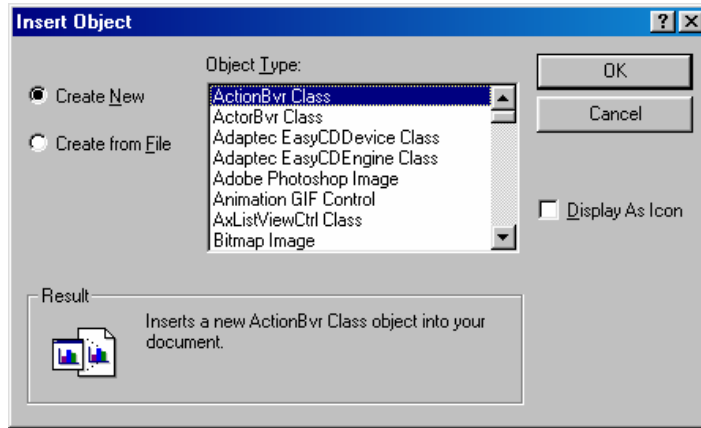 Insert Object
Object Type:
Create New
Create from File
ActionBvr Class
ActorBvr Class
Adaptec EasyCDDevice Class
Adaptec EasyCDEngine Class
Adobe Photoshop Image
Animation GIF Control
AxListViewCtrl Class
Bitmap Image
OK
Cancel
Display As Icon
Result
Inserts a new ActionBvr Class object into your
document.